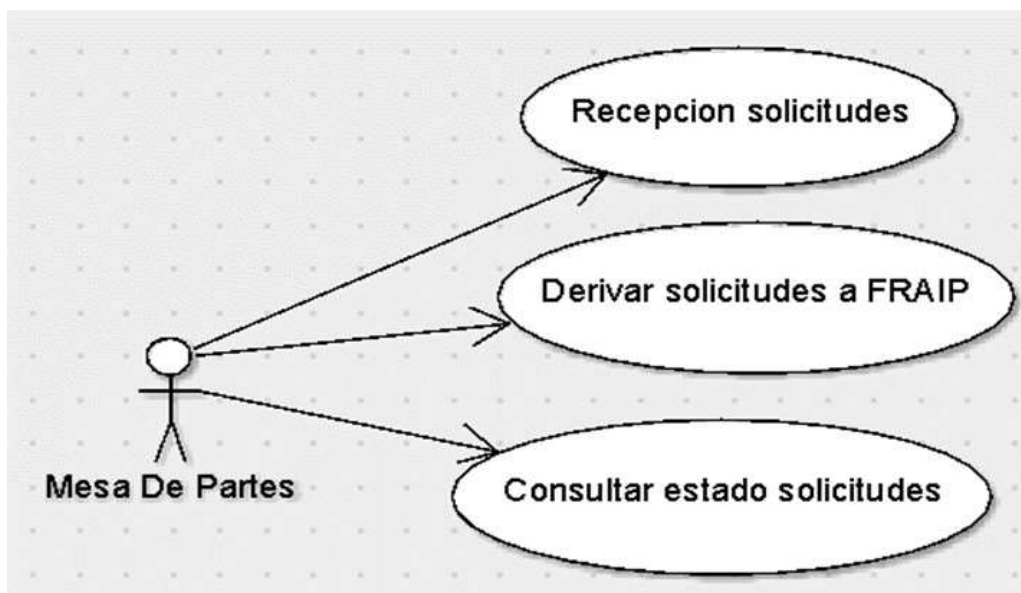 Recepcion solicitudes
Derivar solicitudes a FRAIP
Mesa De Partes
Consultar estado solicitudes